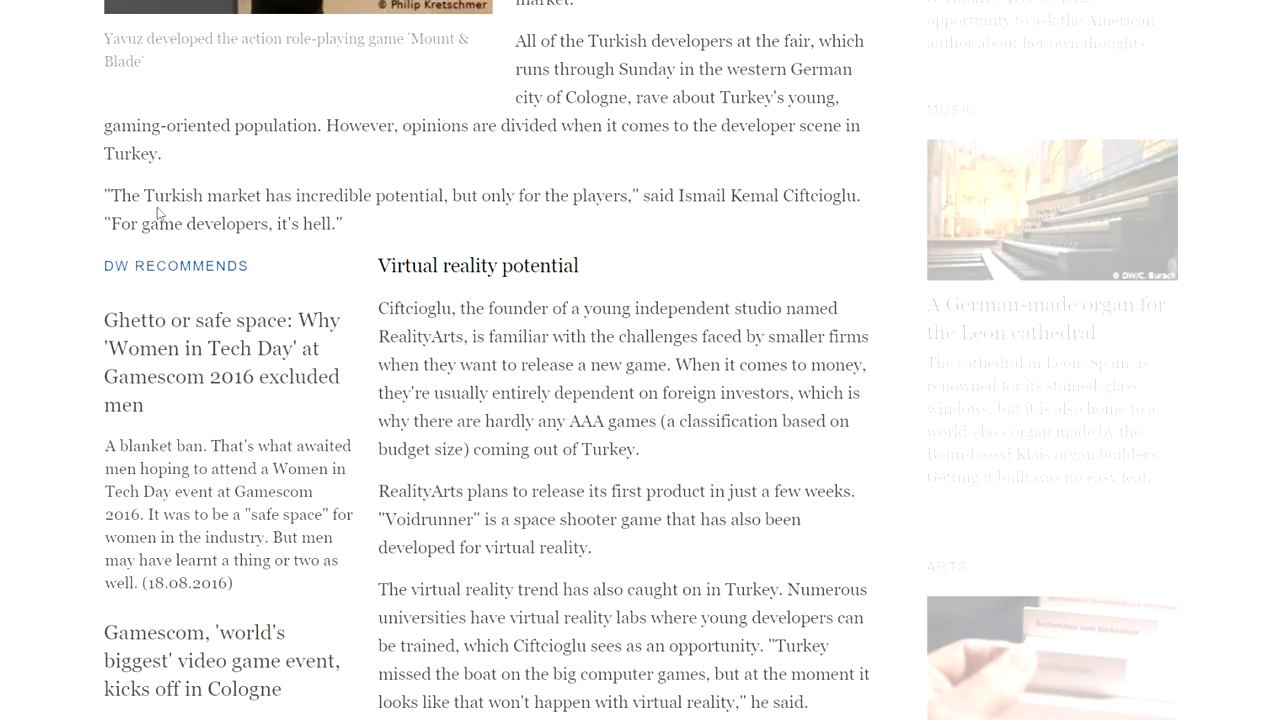 © Philip Kretschmer
Yavuz developed the action role-playing game 'Mount &
Blade'
market.
All of the Turkish developers at the fair, which
runs through Sunday in the western German
city of Cologne, rave about Turkey's young,
gaming-oriented population. However, opinions are divided when it comes to the developer scene in
Turkey.
"The Turkish market has incredible potential, but only for the players," said Ismail Kemal Ciftcioglu.
"For game developers, it's hell."
DW RECOMMENDS
Ghetto or safe space: Why
'Women in Tech Day' at
Gamescom 2016 excluded
men
A blanket ban. That's what awaited
men hoping to attend a Women in
Tech Day event at Gamescom
2016. It was to be a "safe space" for
women in the industry. But men
may have learnt a thing or two as
well. (18.08.2016)
Gamescom, 'world's
biggest' video game event,
kicks off in Cologne
Virtual reality potential
Ciftcioglu, the founder of a young independent studio named
RealityArts, is familiar with the challenges faced by smaller firms
when they want to release a new game. When it comes to money,
they're usually entirely dependent on foreign investors, which is
why there are hardly any AAA games (a classification based on
budget size) coming out of Turkey.
RealityArts plans to release its first product in just a few weeks.
"Voidrunner" is a space shooter game that has also been
developed for virtual reality.
The virtual reality trend has also caught on in Turkey. Numerous
universities have virtual reality labs where young developers can
be trained, which Ciftcioglu sees as an opportunity. "Turkey
missed the boat on the big computer games, but at the moment it
looks like that won't happen with virtual reality," he said.
opportunity to ask the American
author about her own thoughts.
MUSIC
© DW/C. Burack
A German-made organ for
the Leon cathedral
The cathedral in Leon, Spain, is
renowned for its stained-glass
windows, but it is also home to a
world-class organ made by the
Bonn-based Klais organ builders.
Getting it built was no easy feat.
ARTS
Recherchen zum Verbesitzer